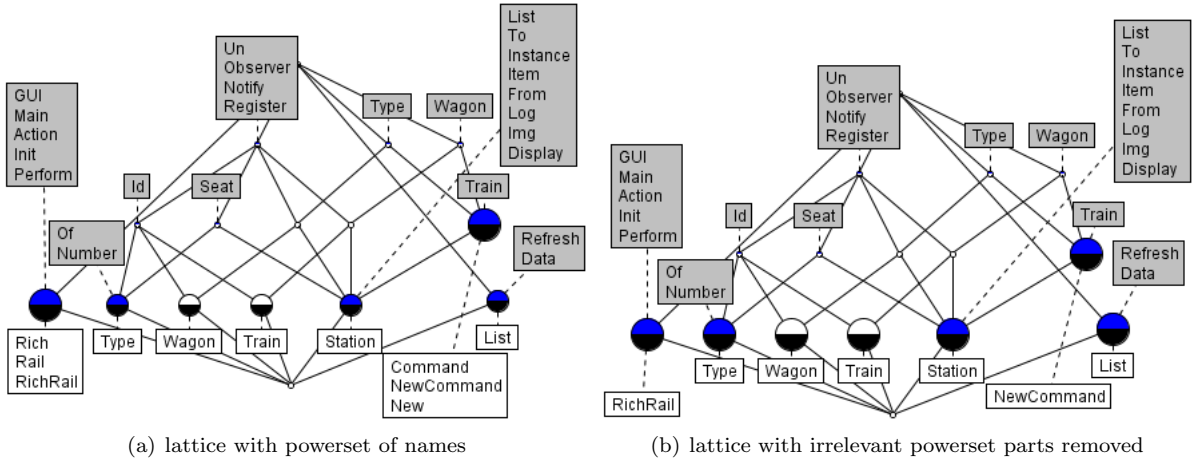 List
To
Instance
Item
From
Log
Img
Display
Un
Observer
Notify
Register
GUI
Main
Action
Init
Perform
Type
Wagon
Id
Seat
Train
Of
Number
Refresh
Data
Rich
Rail
RichRail
Type
Wagon
Train
Station
List
Command
NewCommand
New
(a) lattice with powerset of names
List
To
Instance
Item
From
Log
Img
Display
Un
Observer
Notify
Register
GUI
Main
Action
Init
Perform
Type
Wagon
Id
Seat
Train
Of
Number
Refresh
Data
RichRail
Type
Wagon
Train
Station
List
NewCommand
(b) lattice with irrelevant powerset parts removed